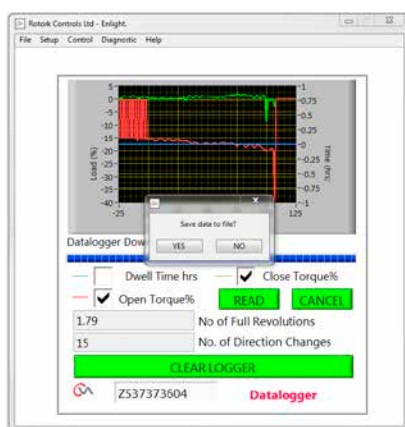 Rotork Controls Ltd - Enlight.
File Setup Control Diagnostic Help
5
0
-5
-10
-15
-20
-25
-30
-35
-40
Load (%)
1
0.75
0.5
0.25
0
-0.25
-0.5
-0.75
-1
Time (hrs)
-25
125
Save data to file?
YES NO
Datalogger Dow
Dwell Time hrs Close Torque%
Open Torque% READ CANCEL
1.79 No of Full Revolutions
15 No. of Direction Changes
CLEAR LOGGER
ZS37373604 Datalogger